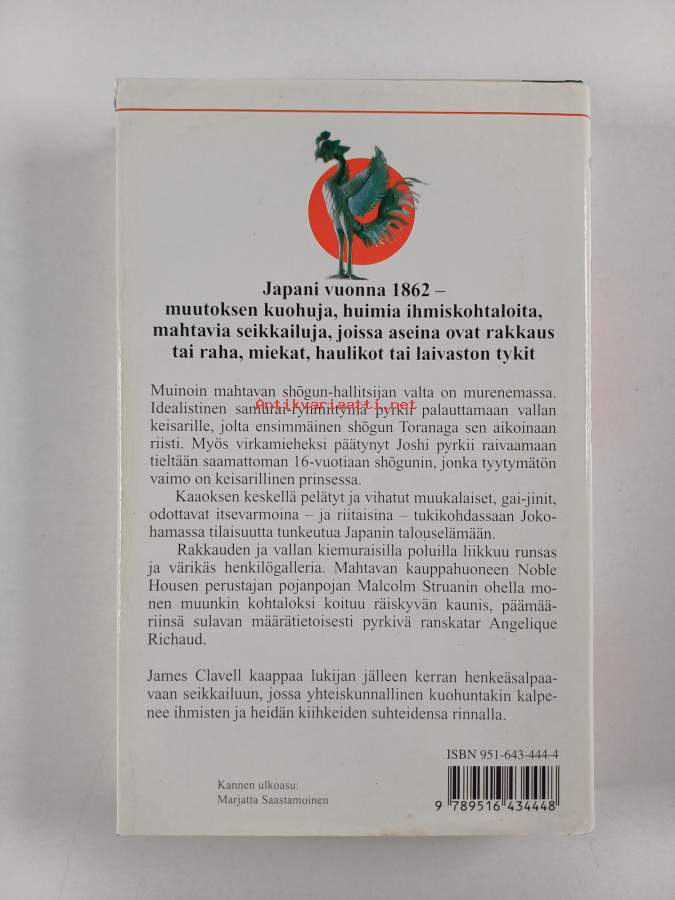 Japani vuonna 1862 –
muutoksen kuohuja, huimia ihmiskohtaloita,
mahtavia seikkailuja, joissa aseina ovat rakkaus
tai raha, miekat, haulikot tai laivaston tykit
Muinoin mahtavan shōgun-hallitsijan valta on murenemassa.
Antikvariaatti.net
Idealistinen samurai-ryhmittymä pyrkii palauttamaan vallan
keisarille, jolta ensimmäinen shōgun Toranaga sen aikoinaan
riisti. Myös virkamieheksi päätynyt Joshi pyrkii raivaamaan
tieltään saamattoman 16-vuotiaan shōgunin, jonka tyytymätön
vaimo on keisarillinen prinsessa.
Kaaoksen keskellä pelätyt ja vihatut muukalaiset, gai-jinit,
odottavat itsevarmoina – ja riitaisina – tukikohdassaan Joko-
hamassa tilaisuutta tunkeutua Japanin talouselämään.
Rakkauden ja vallan kiemuraisilla poluilla liikkuu runsas
ja värikäs henkilögalleria. Mahtavan kauppahuoneen Noble
Housen perustajan pojanpojan Malcolm Struanin ohella mo-
nen muunkin kohtaloksi koituu räiskyvän kaunis, päämää-
riinsä sulavan määrätietoisesti pyrkivä ranskatar Angelique
Richaud.
James Clavell kaappaa lukijan jälleen kerran henkeäsalpaa-
vaan seikkailuun, jossa yhteiskunnallinen kuohuntakin kalpe-
nee ihmisten ja heidän kiihkeiden suhteidensa rinnalla.
ISBN 951-643-444-4
Kannen ulkoasu:
Marjatta Saastamoinen
9 789516 434448